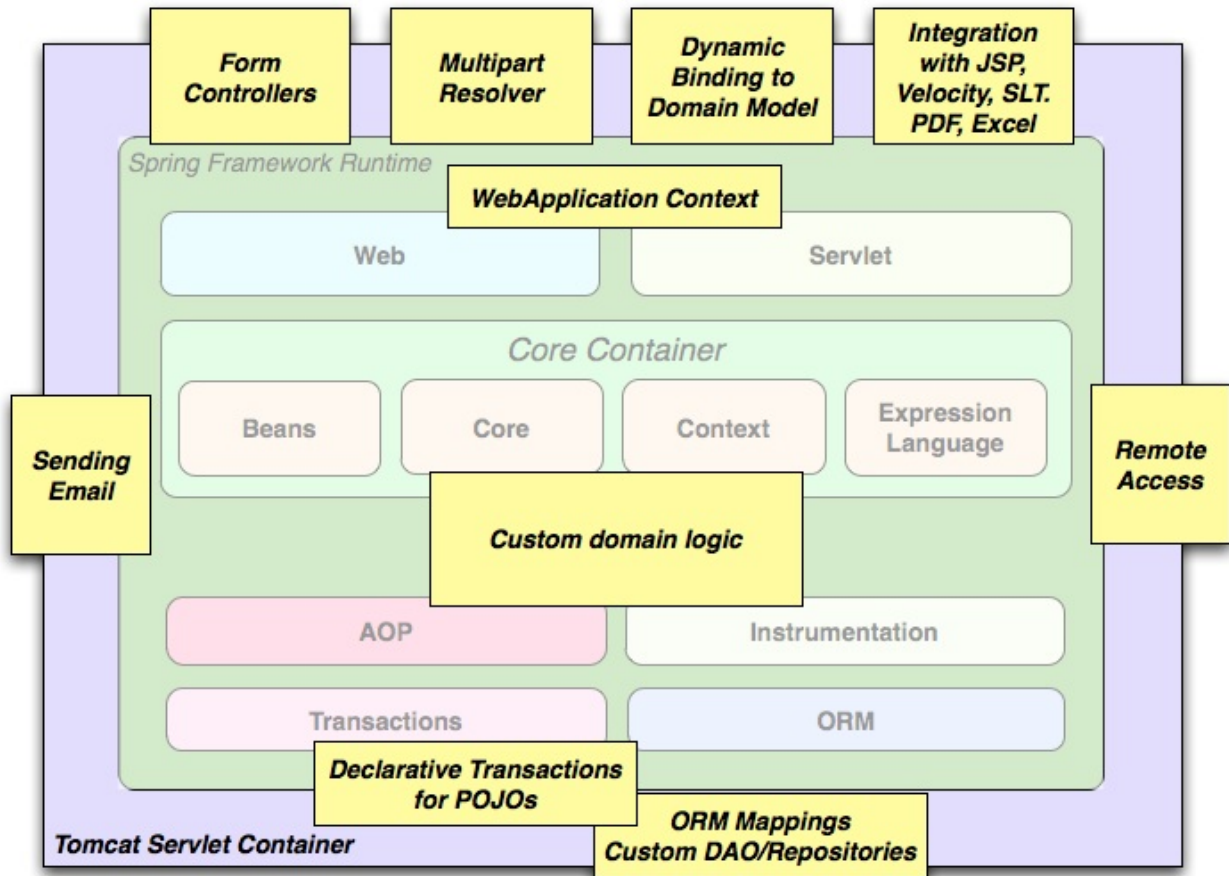 Form
Controllers
Multipart
Resolver
Dynamic
Binding to
Domain Model
Integration
with JSP,
Velocity, SLT.
PDF, Excel
Spring Framework Runtime
WebApplication Context
Web
Servlet
Core Container
Beans
Core
Context
Expression
Language
Sending
Email
Remote
Access
Custom domain logic
AOP
Instrumentation
Transactions
ORM
Declarative Transactions
for POJOs
ORM Mappings
Custom DAO/Repositories
Tomcat Servlet Container